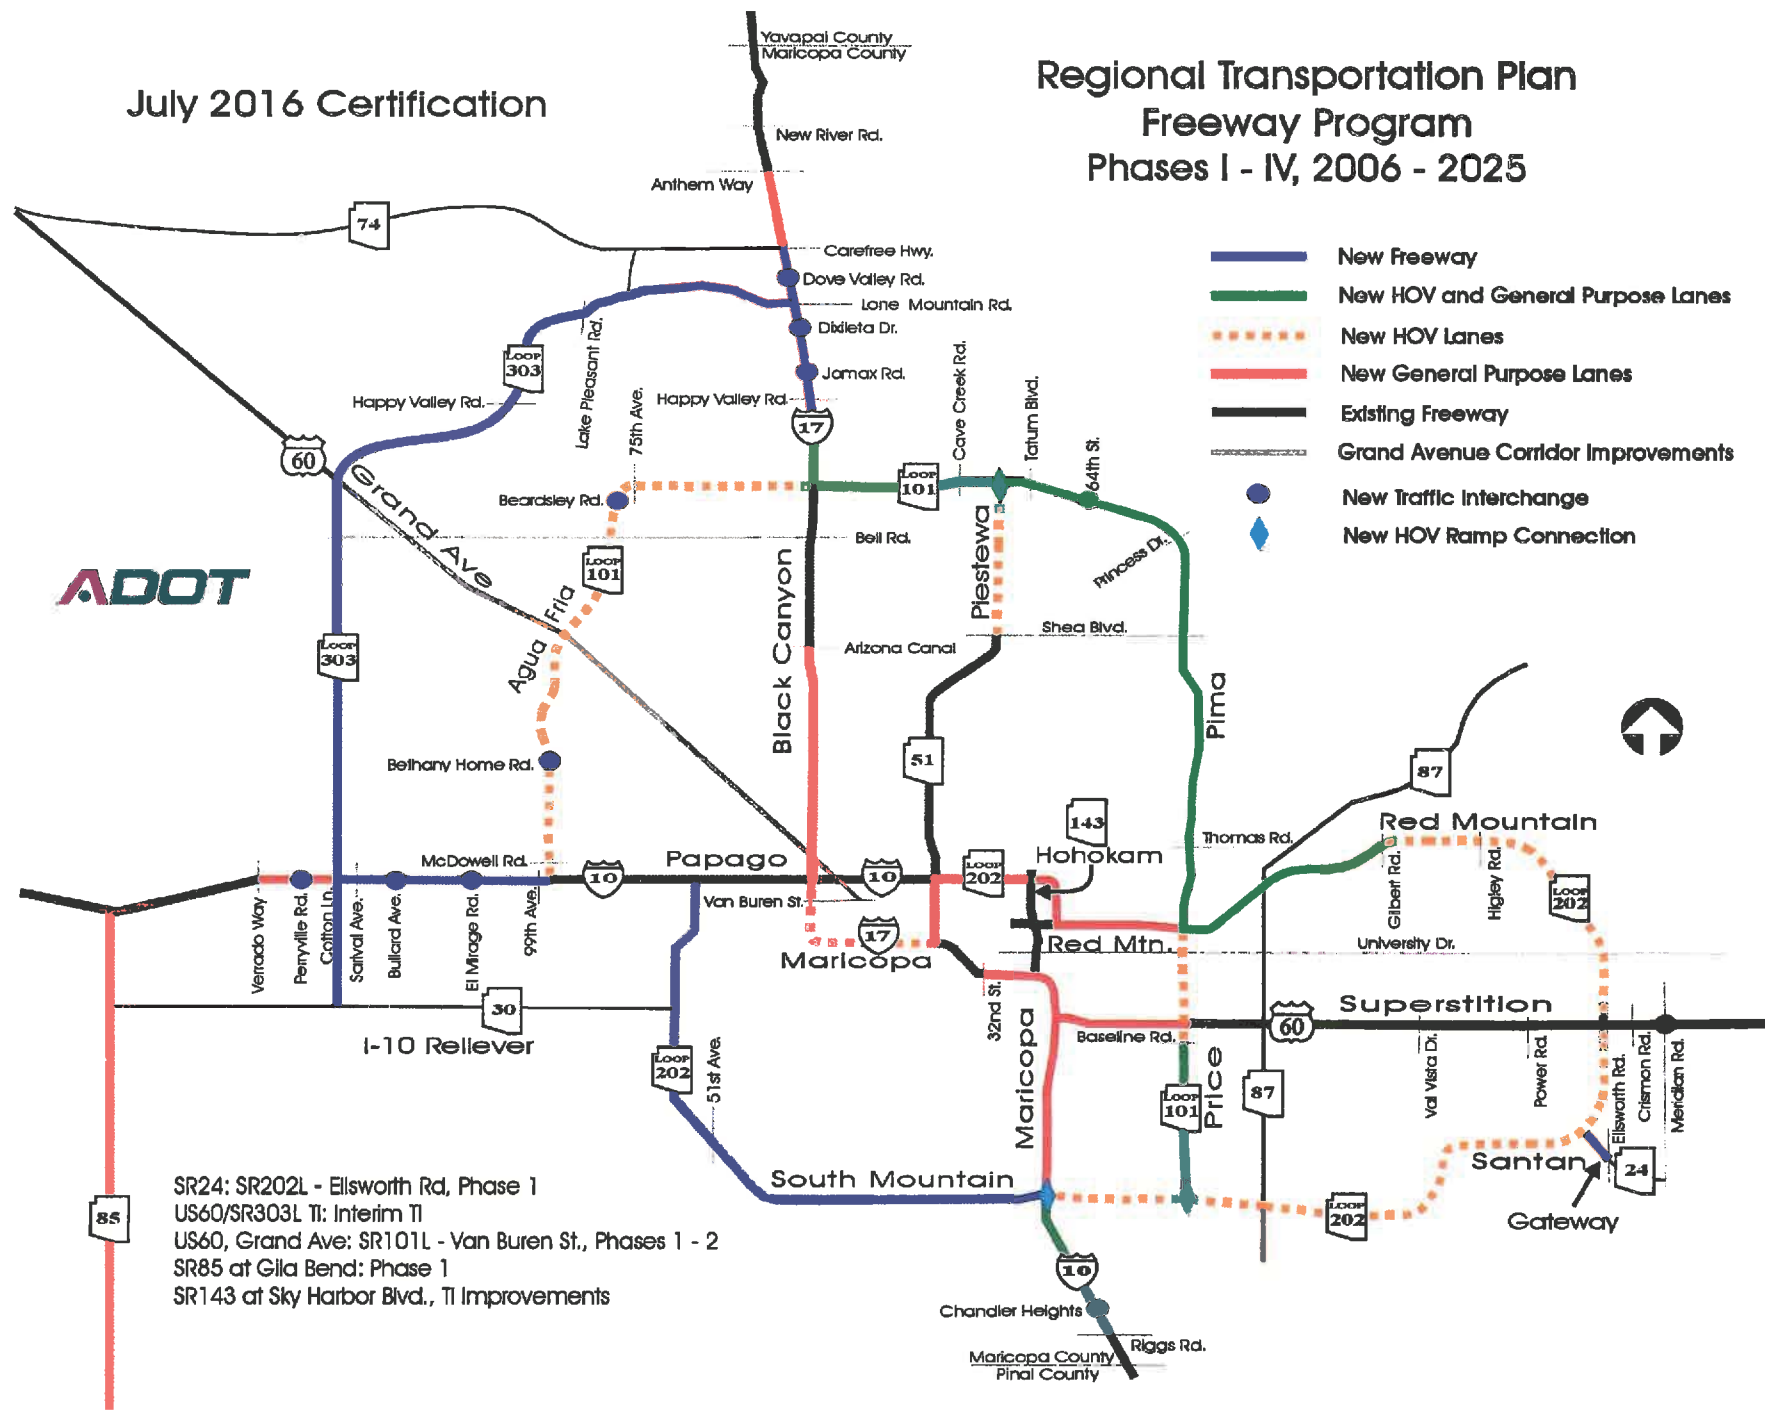 Yavapai County
Maricopa County
July 2016 Certification
Regional Transportation Plan
Freeway Program
Phases I - IV, 2006 - 2025
New River Rd.
Anthem Way
74
Carefree Hwy.
Dove Valley Rd.
Lone Mountain Rd.
Dixileta Dr.
Jomax Rd.
Happy Valley Rd.
Happy Valley Rd.
Lake Pleasant Rd.
75th Ave.
LOOP
303
17
60
Grand Ave
New Freeway
New HOV and General Purpose Lanes
New HOV Lanes
New General Purpose Lanes
Existing Freeway
Grand Avenue Corridor Improvements
New Traffic Interchange
New HOV Ramp Connection
Cave Creek Rd.
Tatum Blvd.
64th St.
LOOP
101
Beardsley Rd.
Bell Rd.
Piestewa
Princess Dr.
LOOP
101
ADOT
Agua Fria
Black Canyon
Shea Blvd.
Arizona Canal
LOOP
303
Pima
51
87
Bethany Home Rd.
143
Hohokam
Thomas Rd.
Red Mountain
McDowell Rd.
Papago
10
10
LOOP
202
Gilbert Rd.
Higley Rd.
LOOP
202
Van Buren St.
17
Maricopa
Red Mtn.
University Dr.
Verrado Way
Perryville Rd.
Cotton Ln.
Sarival Ave.
Bullard Ave.
El Mirage Rd.
99th Ave.
30
I-10 Reliever
32nd St.
Maricopa
Superstition
60
Baseline Rd.
LOOP
202
51st Ave.
LOOP
101
Price
87
Val Vista Dr.
Power Rd.
Ellsworth Rd.
Crismon Rd.
Meridian Rd.
Santan
24
Gateway
South Mountain
LOOP
202
85
SR24: SR202L - Ellsworth Rd, Phase 1
US60/SR303L TI: Interim TI
US60, Grand Ave: SR101L - Van Buren St., Phases 1 - 2
SR85 at Gila Bend: Phase 1
SR143 at Sky Harbor Blvd., TI Improvements
10
Chandler Heights
Riggs Rd.
Maricopa County
Pinal County